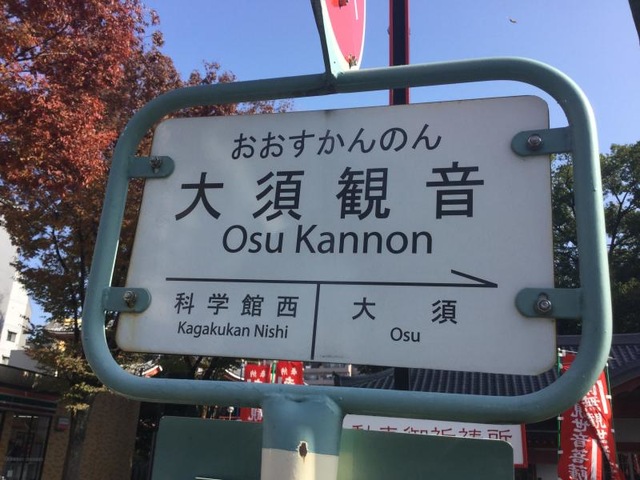 おおすかんのん
大須観音
Osu Kannon
科学館西
Kagakukan Nishi
大須
Osu